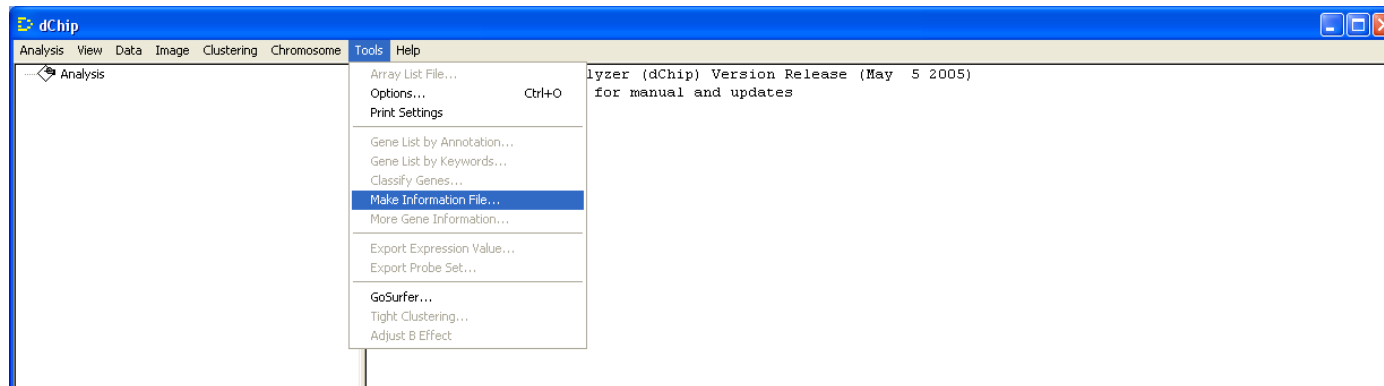 dChip
Analysis View Data Image Clustering Chromosome Tools Help
Analysis
Array List File...
Options... Ctrl+O
Print Settings
Gene List by Annotation...
Gene List by Keywords...
Classify Genes...
Make Information File...
More Gene Information...
Export Expression Value...
Export Probe Set...
GoSurfer...
Tight Clustering...
Adjust B Effect
lyzer (dChip) Version Release (May 5 2005)
for manual and updates